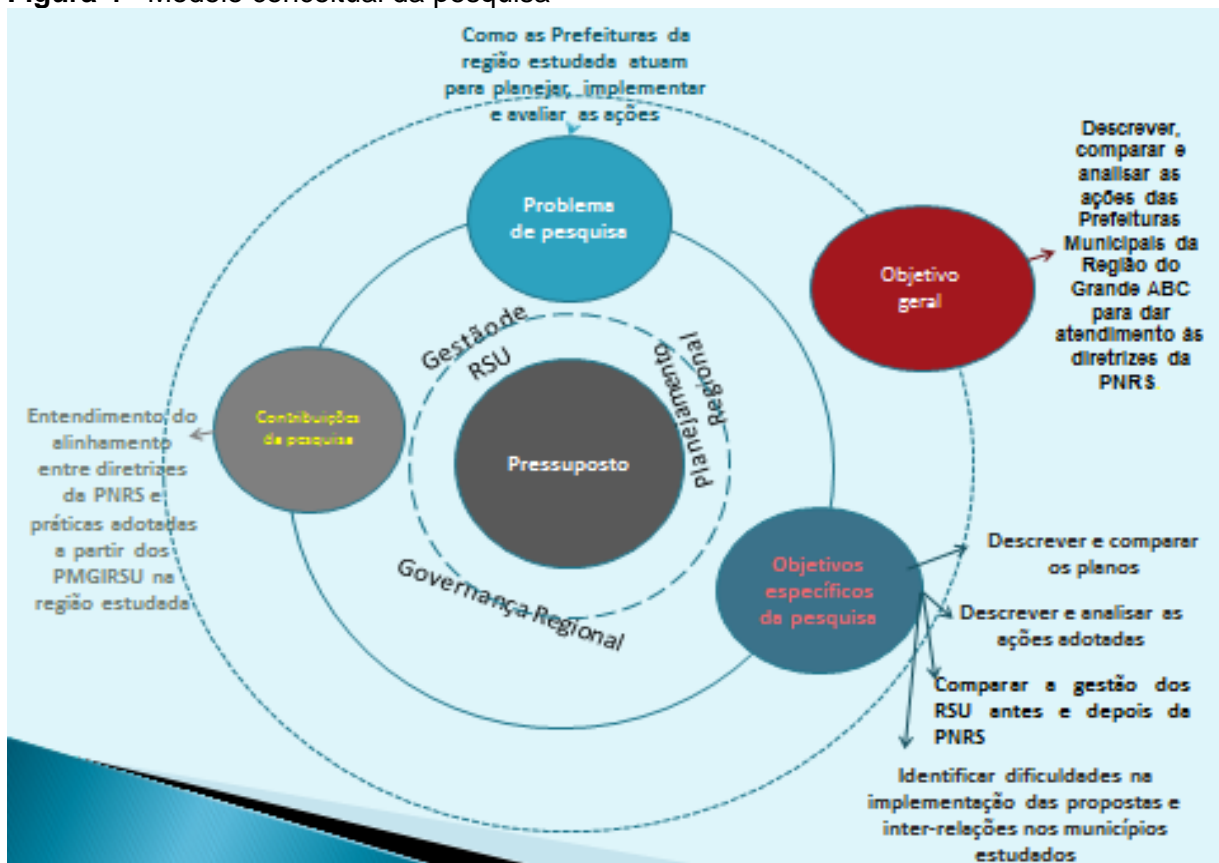 Modelo conceitual da pesquisa
Como as Prefeituras da
região estudada atuam
para planejar, implementar
e avaliar as ações
Problema
de pesquisa
Objetivo
geral
Descrever,
comparar e
analisar as
ações das
Prefeituras
Municipais da
Região do
Grande ABC
para dar
atendimento às
diretrizes da
PNRS
Gestão de
RSU
Planejamento
Regional
Governança Regional
Pressuposto
Contribuições
da pesquisa
Entendimento do
alinhamento
entre diretrizes
da PNRS e
práticas adotadas
a partir dos
PMGIRSU na
região estudada
Objetivos
específicos
da pesquisa
Descrever e comparar
os planos
Descrever e analisar as
ações adotadas
Comparar a gestão dos
RSU antes e depois da
PNRS
Identificar dificuldades na
implementação das propostas e
inter-relações nos municípios
estudados